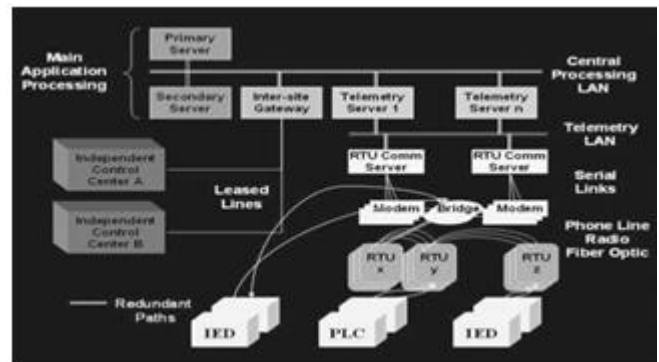 Primary
Server
Main
Application
Processing
Central
Processing
LAN
Secondary
Server
Inter-site
Gateway
Telemetry
Server 1
Telemetry
Server n
Telemetry
LAN
RTU Comm
Server
RTU Comm
Server
Independent
Control
Center A
Leased
Lines
Serial
Links
Modem
Bridge
Modem
Independent
Control
Center B
Phone Line
Radio
Fiber Optic
RTU
x
RTU
y
RTU
z
Redundant
Paths
IED
PLC
IED